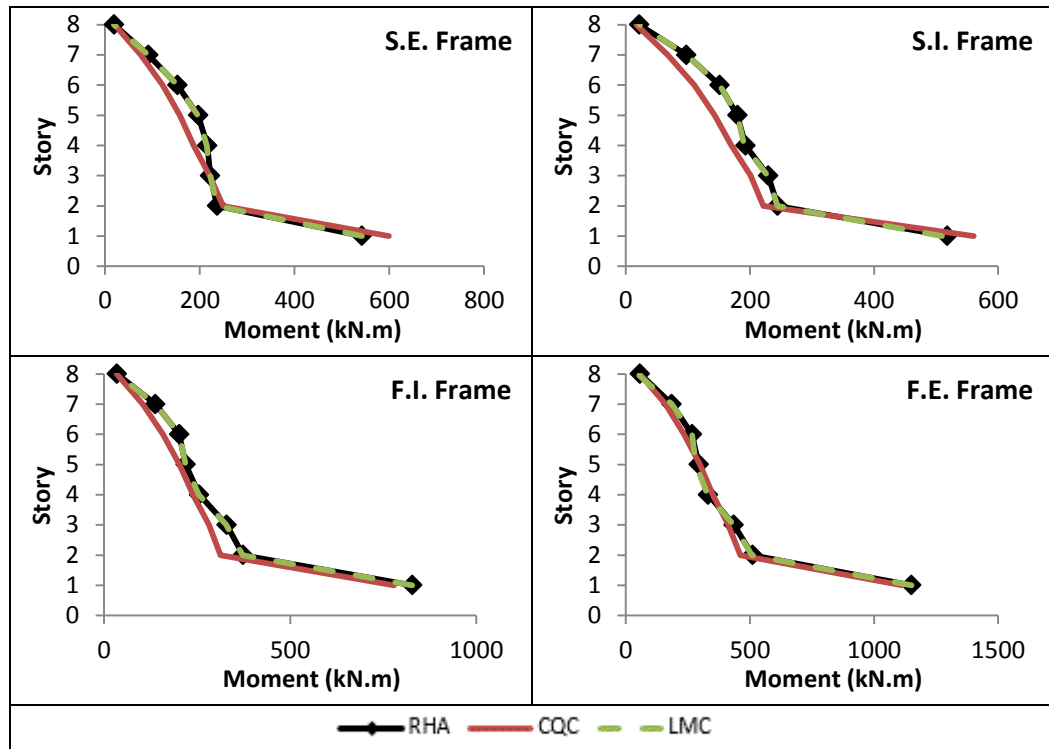 S.E. Frame
8
7
6
5
4
3
2
1
0
Story
0 200 400 600 800
Moment (kN.m)
S.I. Frame
8
7
6
5
4
3
2
1
0
Story
0 200 400 600
Moment (kN.m)
F.I. Frame
8
7
6
5
4
3
2
1
0
Story
0 500 1000
Moment (kN.m)
F.E. Frame
8
7
6
5
4
3
2
1
0
Story
0 500 1000 1500
Moment (kN.m)
RHA CQC LMC